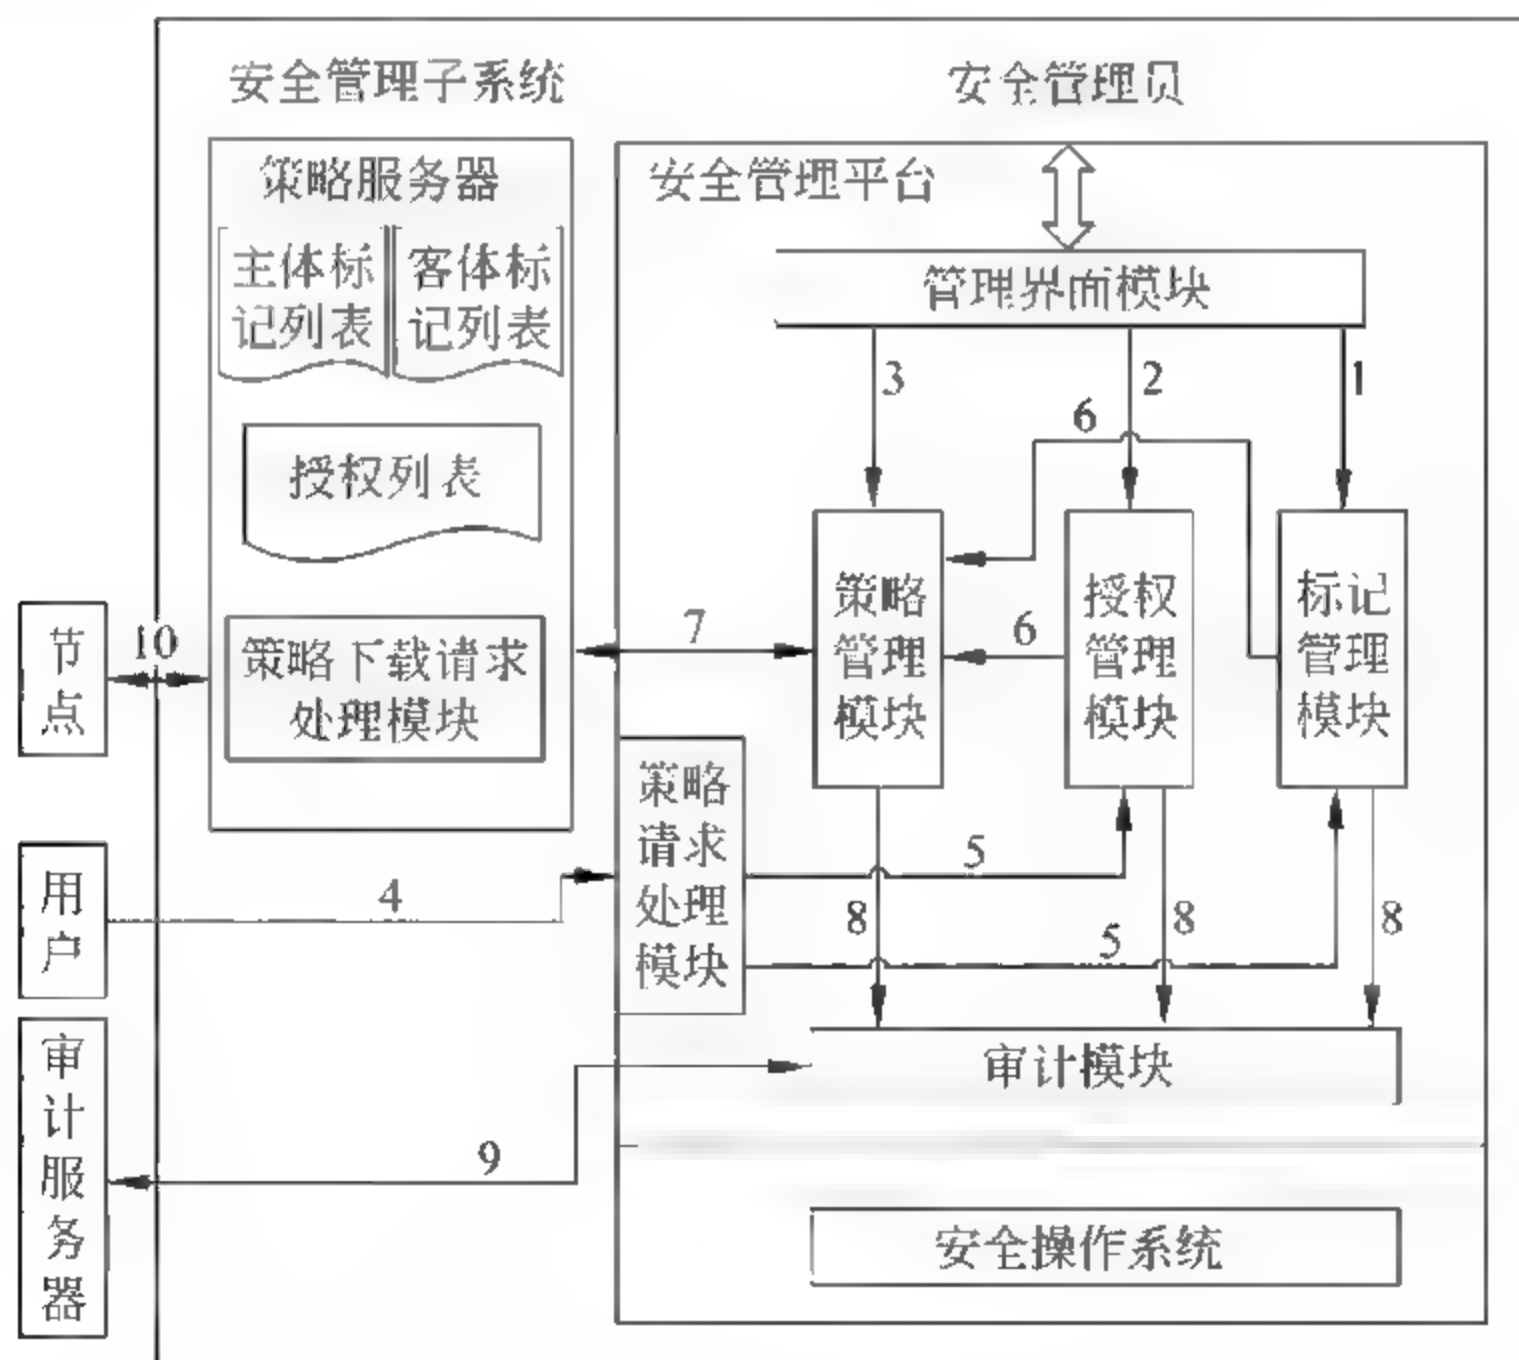 安全管理子系统
安全管理员
策略服务器
安全管理平台
主体标
记列表
客体标
记列表
管理界面模块
3
2
1
6
授权列表
策略
管理
模块
授权
管理
模块
标记
管理
模块
节
点
10
策略下载请求
处理模块
7
6
策略
请求
处理
模块
用
户
4
5
8
5
8
8
审
计
服
务
器
审计模块
9
安全操作系统